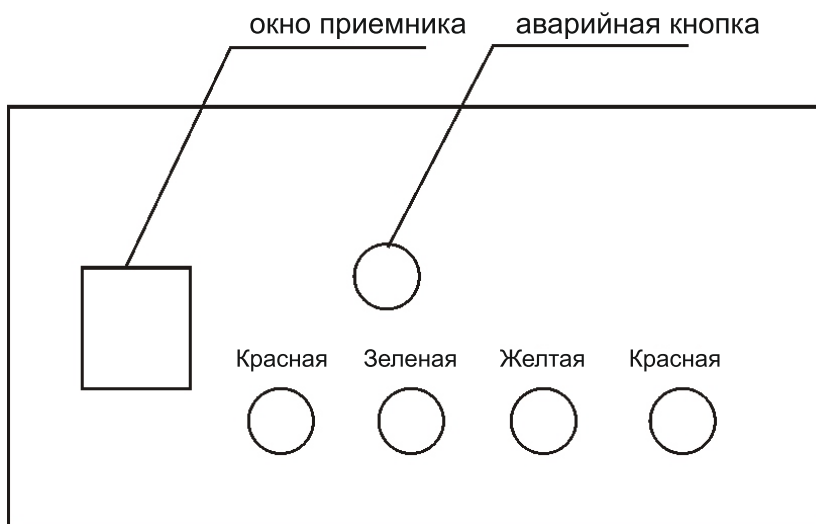 окно приемника
аварийная кнопка
Красная Зеленая Желтая Красная